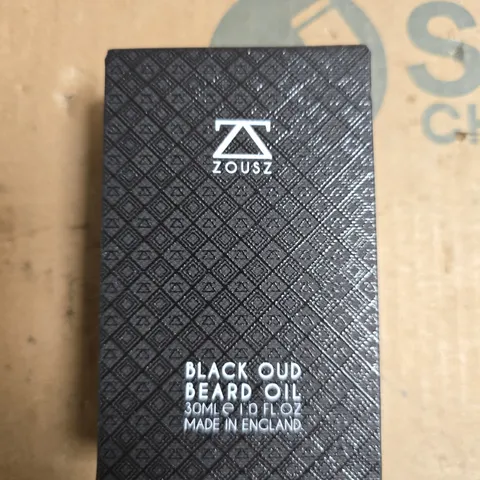 ZOUSZ
BLACK OUD
BEARD OIL
30ML ℮ 1.0 FL.OZ
MADE IN ENGLAND.